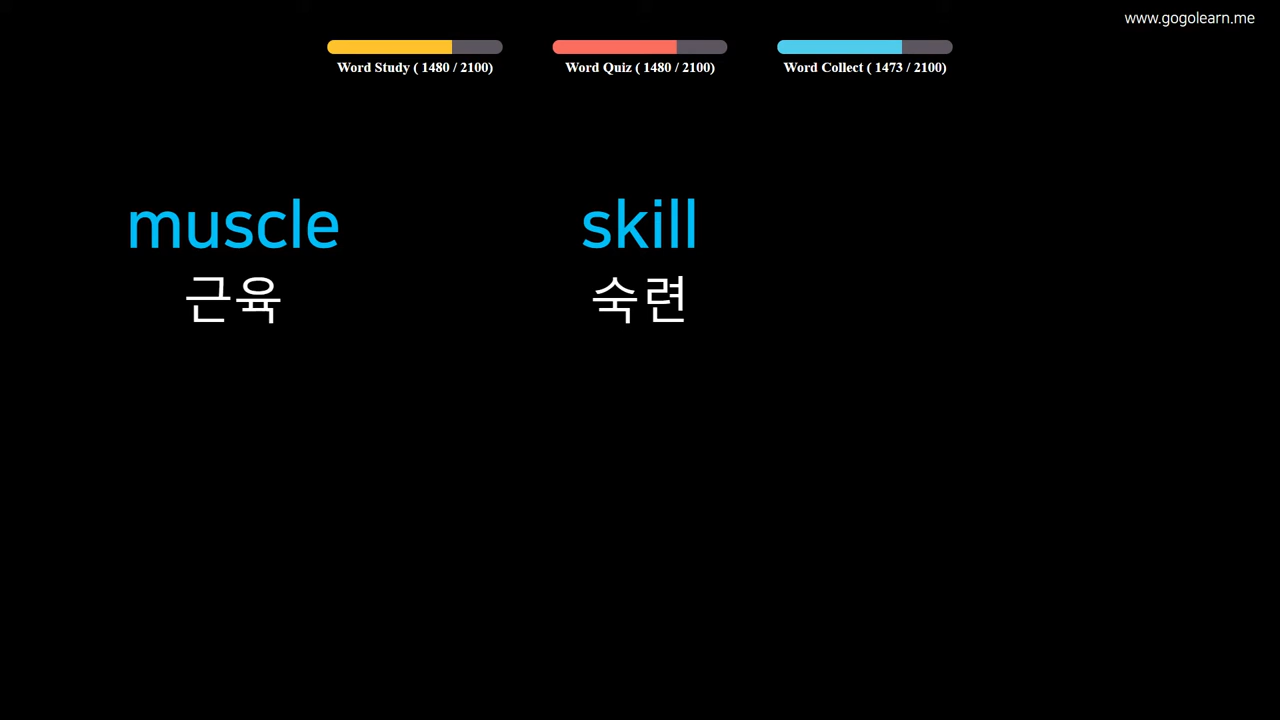 www.gogolearn.me
Word Study ( 1480 / 2100)
Word Quiz ( 1480 / 2100)
Word Collect ( 1473 / 2100)
muscle
근육
skill
숙련